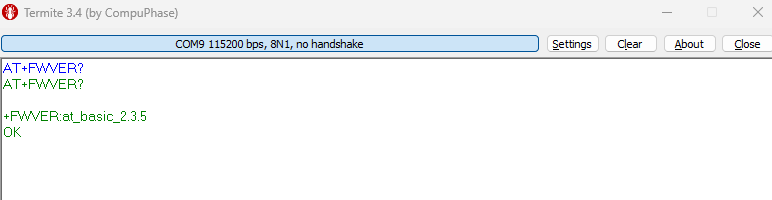 Termite 3.4 (by CompuPhase)
COM9 115200 bps, 8N1, no handshake
Settings
Clear
About
Close
AT+FWVER?
AT+FWVER?
+FWVER:at_basic_2.3.5
OK